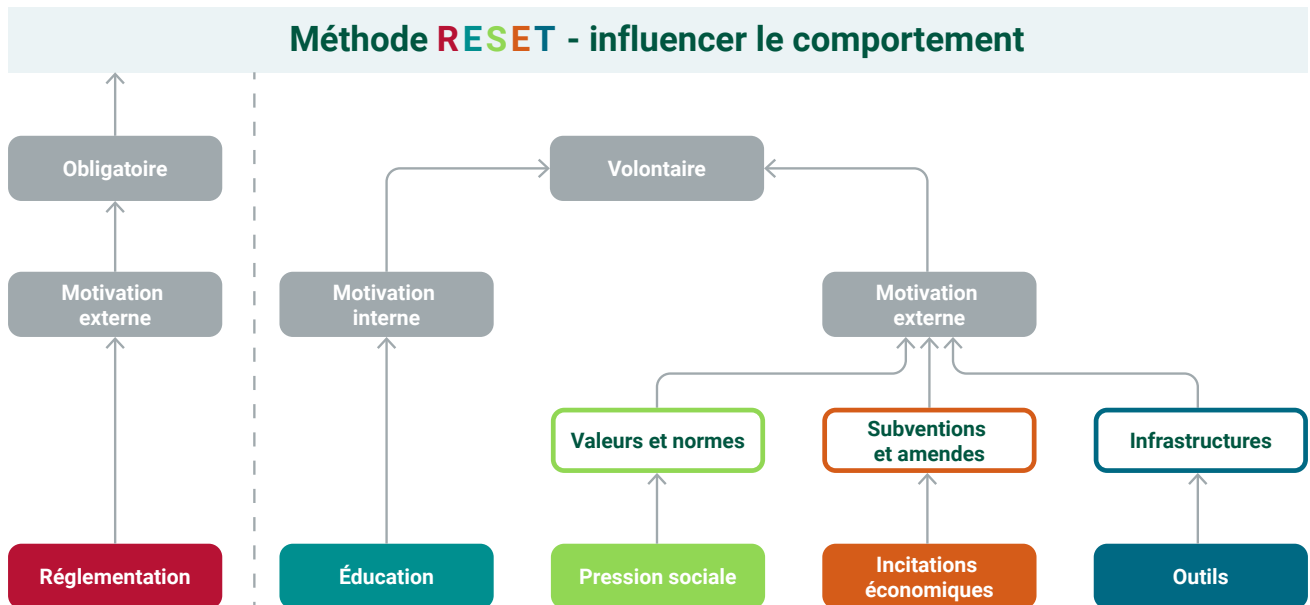 Méthode RESET - influencer le comportement
Obligatoire
Volontaire
Motivation
externe
Motivation
interne
Motivation
externe
Valeurs et normes
Subventions
et amendes
Infrastructures
Réglementation
Éducation
Pression sociale
Incitations
économiques
Outils